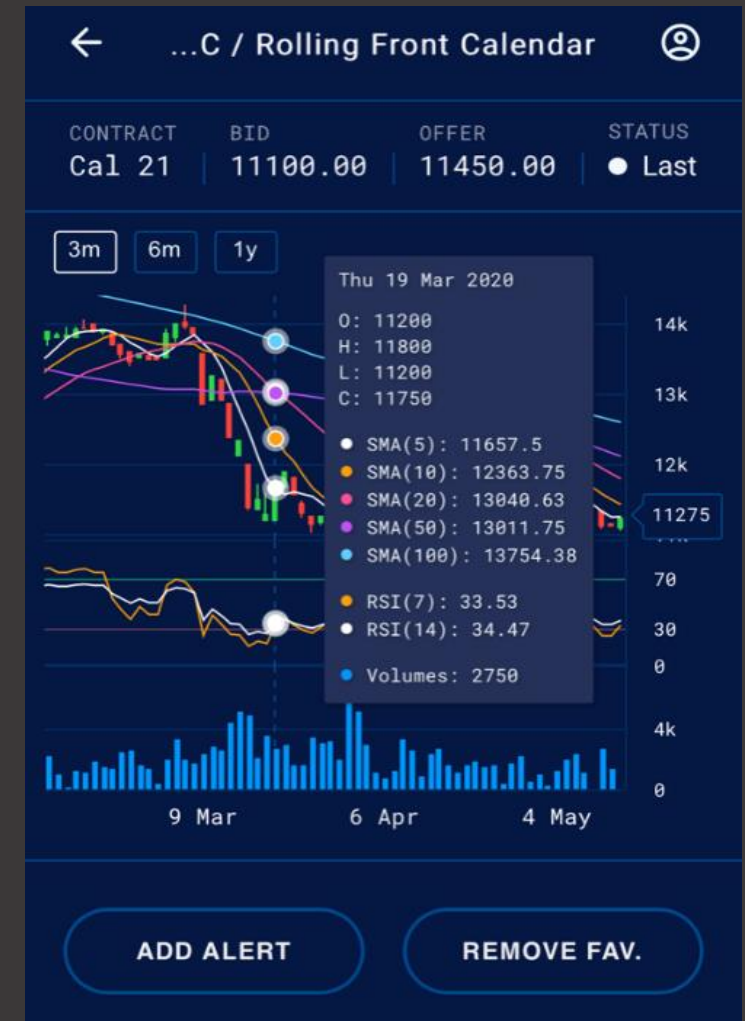 ...C / Rolling Front Calendar
CONTRACT BID OFFER STATUS
Cal 21 11100.00 11450.00 Last
3m 6m 1y
Thu 19 Mar 2020
O: 11200
H: 11800
L: 11200
C: 11750
SMA(5): 11657.5
SMA(10): 12363.75
SMA(20): 13040.63
SMA(50): 13011.75
SMA(100): 13754.38
RSI(7): 33.53
RSI(14): 34.47
Volumes: 2750
14k
13k
12k
11275
70
30
0
4k
0
9 Mar 6 Apr 4 May
ADD ALERT REMOVE FAV.